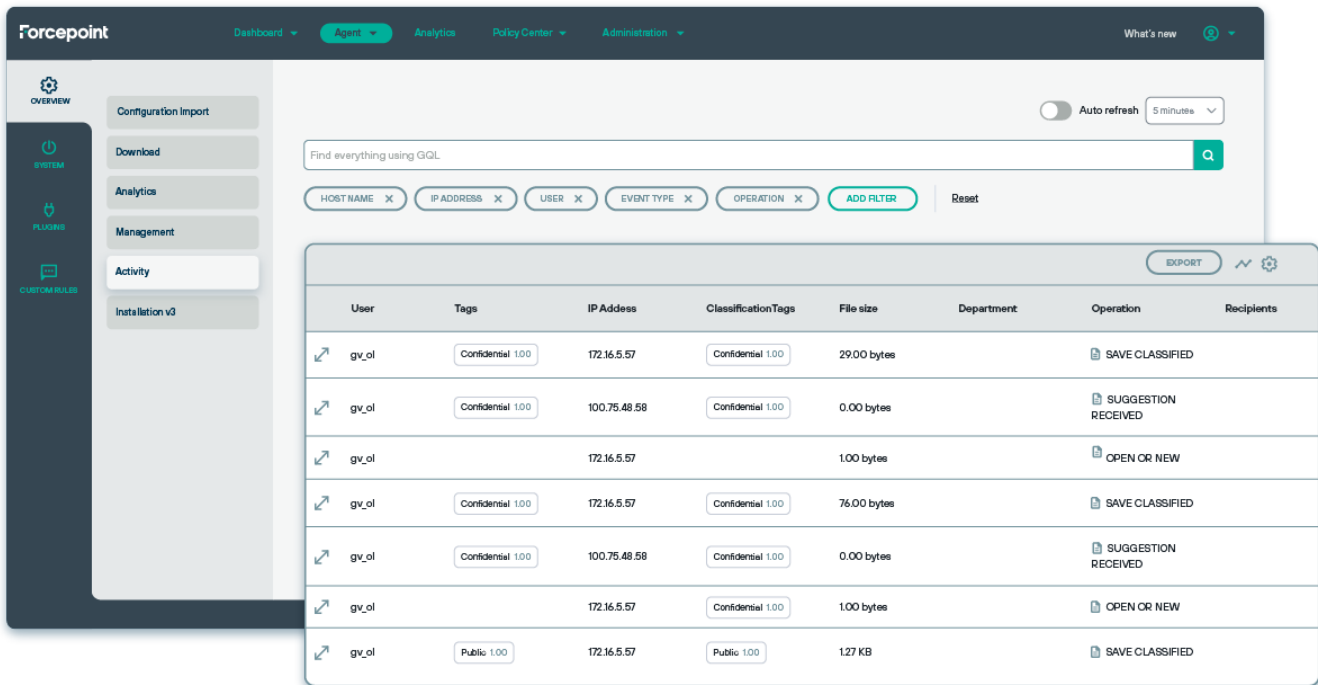 Forcepoint
Dashboard Agent Analytics Policy Center Administration What's new
OVERVIEW
SYSTEM
PLUGINS
CUSTOM RULES
Configuration Import
Download
Analytics
Management
Activity
Installation v3
Auto refresh 5 minutes
Find everything using GQL
HOST NAME X IP ADDRESS X USER X EVENT TYPE X OPERATION X ADD FILTER Reset
EXPORT
User Tags IP Addess ClassificationTags File size Department Operation Recipients
gv_ol Confidential 1.00 172.16.5.57 Confidential 1.00 29.00 bytes SAVE CLASSIFIED
gv_ol Confidential 1.00 100.75.48.58 Confidential 1.00 0.00 bytes SUGGESTION
RECEIVED
gv_ol 172.16.5.57 1.00 bytes OPEN OR NEW
gv_ol Confidential 1.00 172.16.5.57 Confidential 1.00 76.00 bytes SAVE CLASSIFIED
gv_ol Confidential 1.00 100.75.48.58 Confidential 1.00 0.00 bytes SUGGESTION
RECEIVED
gv_ol 172.16.5.57 Confidential 1.00 1.00 bytes OPEN OR NEW
gv_ol Public 1.00 172.16.5.57 Public 1.00 1.27 KB SAVE CLASSIFIED